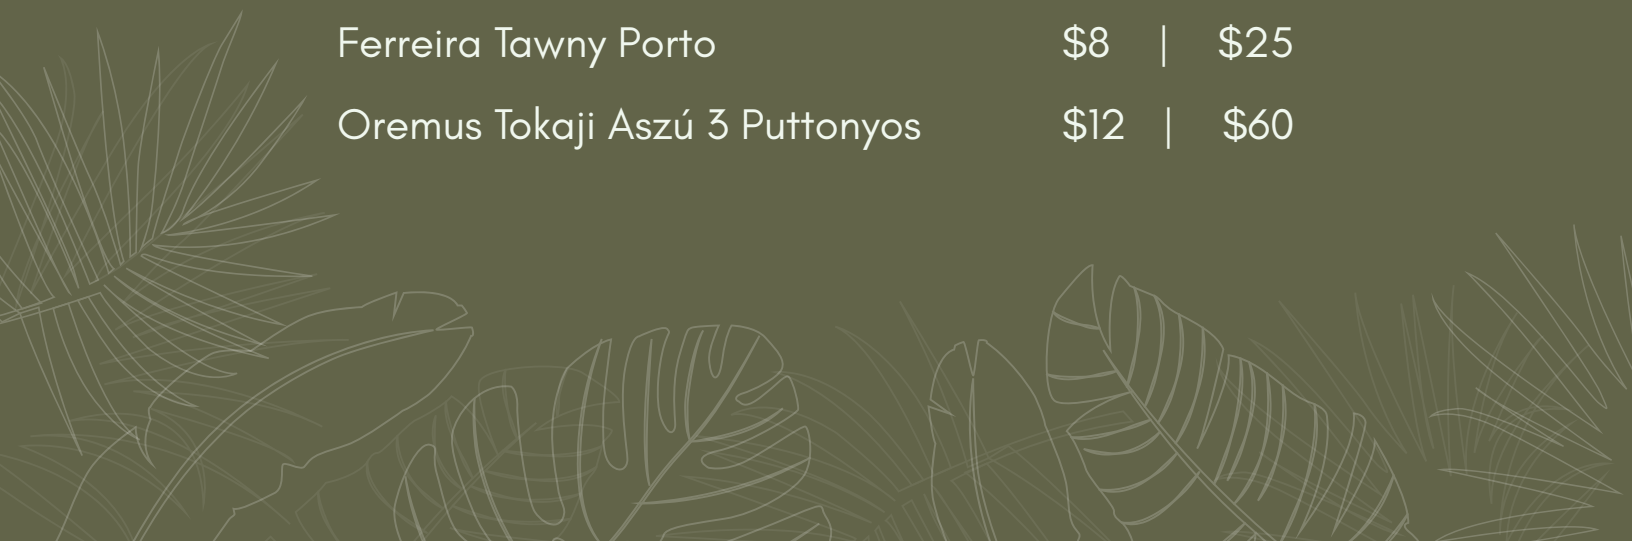 Ferreira Tawny Porto $8 | $25
Oremus Tokaji Aszú 3 Puttonyos $12 | $60